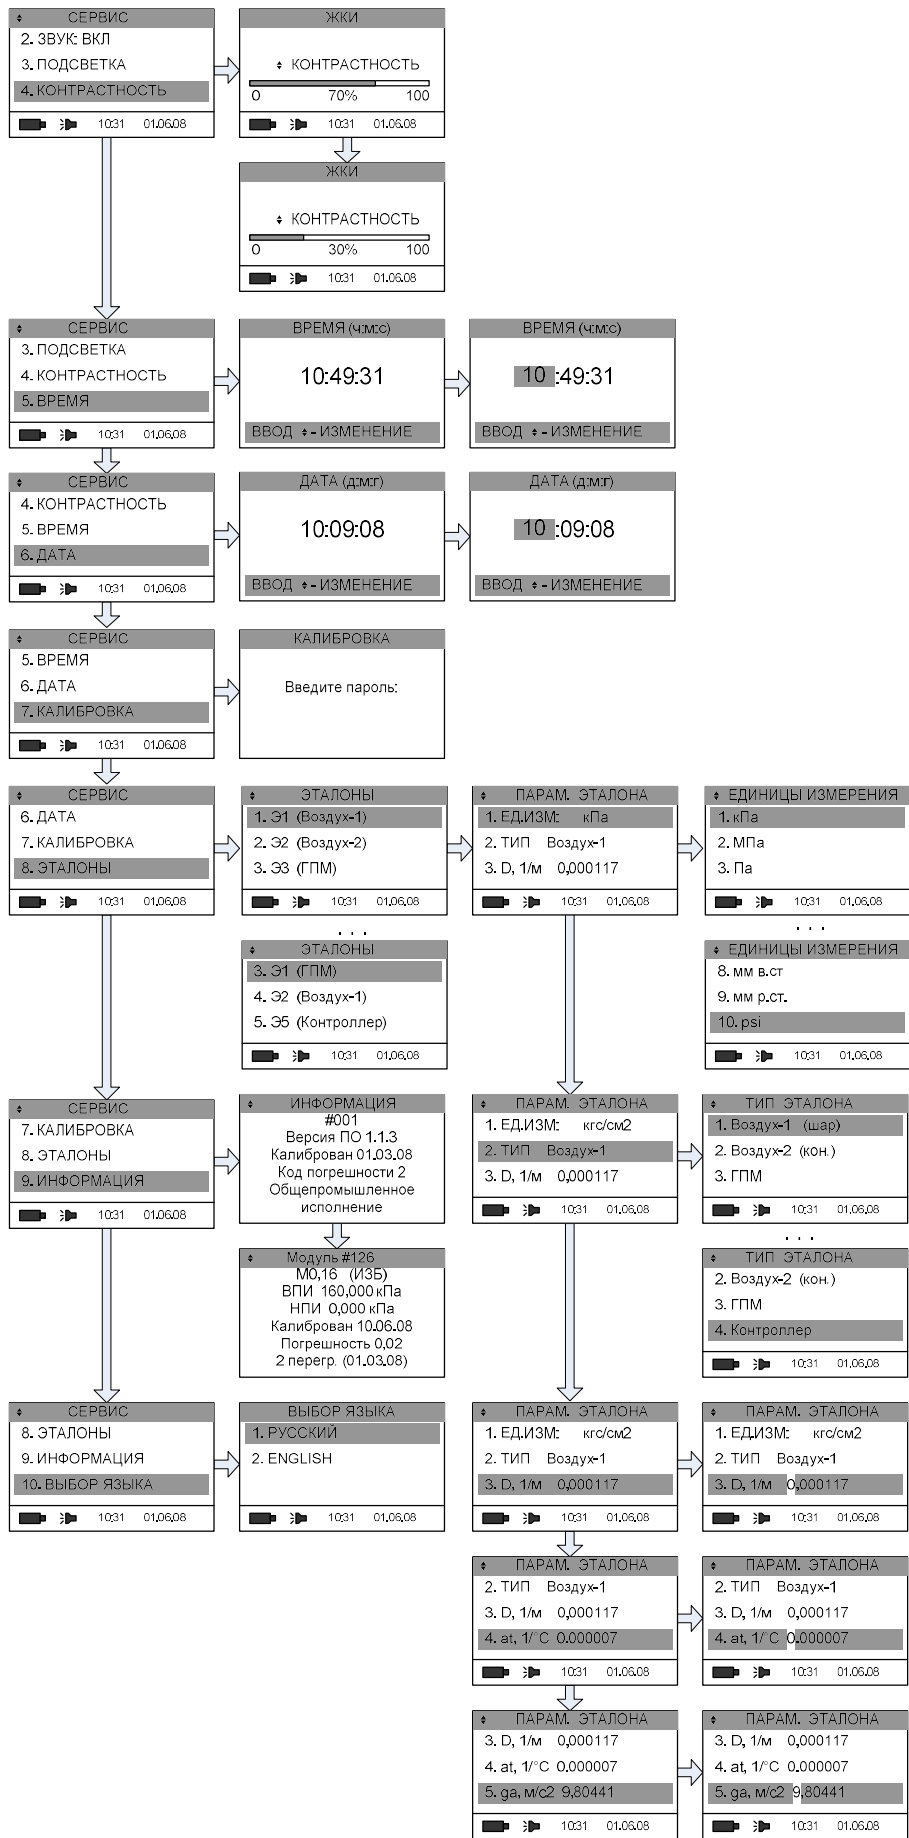 СЕРВИС
2. ЗВУК: ВКЛ
3. ПОДСВЕТКА
4. КОНТРАСТНОСТЬ
10:31 01.06.08
ЖКИ
КОНТРАСТНОСТЬ
0 70% 100
10:31 01.06.08
ЖКИ
КОНТРАСТНОСТЬ
0 30% 100
10:31 01.06.08
СЕРВИС
3. ПОДСВЕТКА
4. КОНТРАСТНОСТЬ
5. ВРЕМЯ
10:31 01.06.08
ВРЕМЯ (ч:м:с)
10:49:31
ВВОД - ИЗМЕНЕНИЕ
ВРЕМЯ (ч:м:с)
10 :49:31
ВВОД - ИЗМЕНЕНИЕ
СЕРВИС
4. КОНТРАСТНОСТЬ
5. ВРЕМЯ
6. ДАТА
10:31 01.06.08
ДАТА (д:м:г)
10:09:08
ВВОД - ИЗМЕНЕНИЕ
ДАТА (д:м:г)
10 :09:08
ВВОД - ИЗМЕНЕНИЕ
СЕРВИС
5. ВРЕМЯ
6. ДАТА
7. КАЛИБРОВКА
10:31 01.06.08
КАЛИБРОВКА
Введите пароль:
СЕРВИС
6. ДАТА
7. КАЛИБРОВКА
8. ЭТАЛОНЫ
10:31 01.06.08
ЭТАЛОНЫ
1. Э1 (Воздух-1)
2. Э2 (Воздух-2)
3. Э3 (ГПМ)
10:31 01.06.08
ПАРАМ. ЭТАЛОНА
1. ЕД.ИЗМ: кПа
2. ТИП Воздух-1
3. D, 1/м 0,000117
10:31 01.06.08
ЕДИНИЦЫ ИЗМЕРЕНИЯ
1. кПа
2. МПа
3. Па
10:31 01.06.08
. . .
ЭТАЛОНЫ
3. Э1 (ГПМ)
4. Э2 (Воздух-1)
5. Э5 (Контроллер)
10:31 01.06.08
. . .
ЕДИНИЦЫ ИЗМЕРЕНИЯ
8. мм в.ст
9. мм р.ст.
10. psi
10:31 01.06.08
СЕРВИС
7. КАЛИБРОВКА
8. ЭТАЛОНЫ
9. ИНФОРМАЦИЯ
10:31 01.06.08
ИНФОРМАЦИЯ
#001
Версия ПО 1.1.3
Калиброван 01.03.08
Код погрешности 2
Общепромышленное
исполнение
ПАРАМ. ЭТАЛОНА
1. ЕД.ИЗМ: кгс/см2
2. ТИП Воздух-1
3. D, 1/м 0,000117
10:31 01.06.08
ТИП ЭТАЛОНА
1. Воздух-1 (шар)
2. Воздух-2 (кон.)
3. ГПМ
10:31 01.06.08
Модуль #126
М0,16 (ИЗБ)
ВПИ 160,000 кПа
НПИ 0,000 кПа
Калиброван 10.06.08
Погрешность 0,02
2 перегр. (01.03.08)
. . .
ТИП ЭТАЛОНА
2. Воздух-2 (кон.)
3. ГПМ
4. Контроллер
10:31 01.06.08
СЕРВИС
8. ЭТАЛОНЫ
9. ИНФОРМАЦИЯ
10. ВЫБОР ЯЗЫКА
10:31 01.06.08
ВЫБОР ЯЗЫКА
1. РУССКИЙ
2. ENGLISH
10:31 01.06.08
ПАРАМ. ЭТАЛОНА
1. ЕД.ИЗМ: кгс/см2
2. ТИП Воздух-1
3. D, 1/м 0,000117
10:31 01.06.08
ПАРАМ. ЭТАЛОНА
1. ЕД.ИЗМ: кгс/см2
2. ТИП Воздух-1
3. D, 1/м 0,000117
10:31 01.06.08
ПАРАМ. ЭТАЛОНА
2. ТИП Воздух-1
3. D, 1/м 0,000117
4. at, 1/°C 0.000007
10:31 01.06.08
ПАРАМ. ЭТАЛОНА
2. ТИП Воздух-1
3. D, 1/м 0,000117
4. at, 1/°C 0.000007
10:31 01.06.08
ПАРАМ. ЭТАЛОНА
3. D, 1/м 0,000117
4. at, 1/°C 0.000007
5. ga, м/с2 9,80441
10:31 01.06.08
ПАРАМ. ЭТАЛОНА
3. D, 1/м 0,000117
4. at, 1/°C 0.000007
5. ga, м/с2 9,80441
10:31 01.06.08